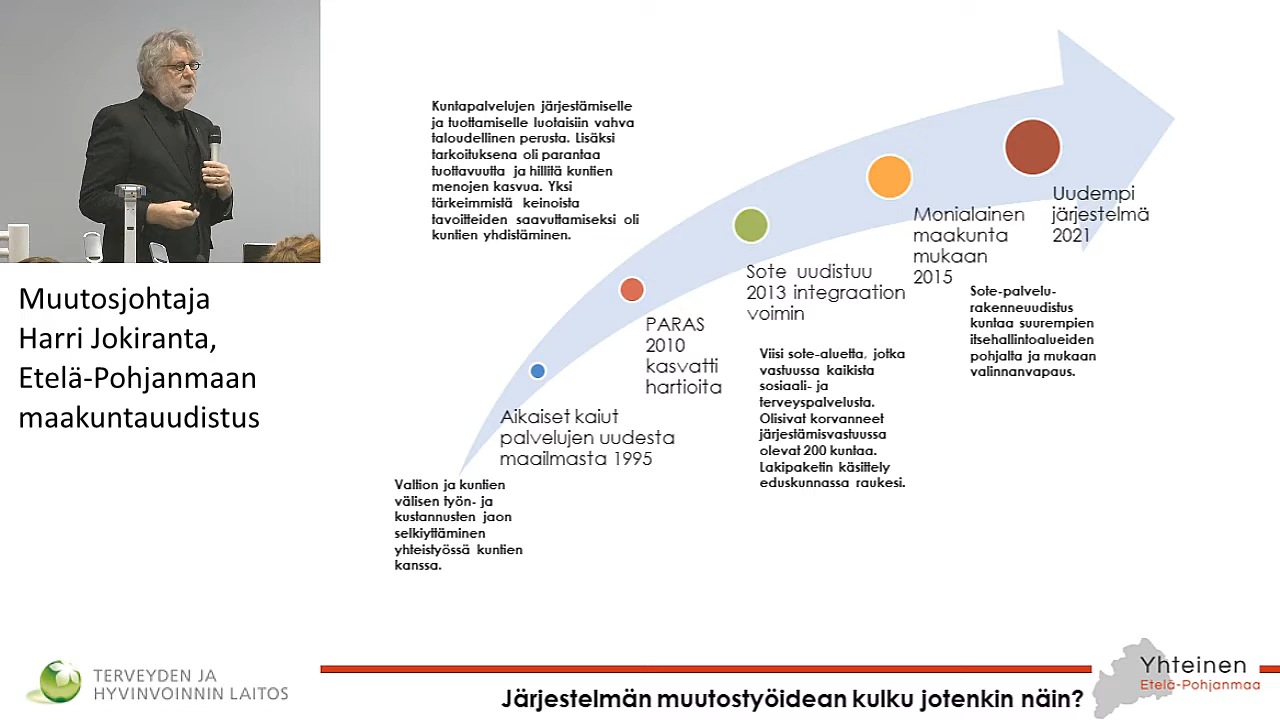 Muutosjohtaja
Harri Jokiranta,
Etelä-Pohjanmaan
maakuntauudistus
Kuntapalvelujen järjestämiselle
ja tuottamiselle luotaisiin vahva
taloudellinen perusta. Lisäksi
tarkoituksena oli parantaa
tuottavuutta ja hillitä kuntien
menojen kasvua. Yksi
tärkeimmistä keinoista
tavoitteiden saavuttamiseksi oli
kuntien yhdistäminen.
Valtion ja kuntien
välisen työn- ja
kustannusten jaon
selkiyttäminen
yhteistyössä kuntien
kanssa.
Aikaiset kaiut
palvelujen uudesta
maailmasta 1995
PARAS
2010
kasvatti
hartioita
Sote uudistuu
2013 integraation
voimin
Viisi sote-aluetta, jotka
vastuussa kaikista
sosiaali- ja
terveyspalvelusta.
Olisivat korvanneet
järjestämisvastuussa
olevat 200 kuntaa.
Lakipaketin käsittely
eduskunnassa raukesi.
Monialainen
maakunta
mukaan
2015
Sote-palvelu-
rakenneuudistus
kuntaa suurempien
itsehallintoalueiden
pohjalta ja mukaan
valinnanvapaus.
Uudempi
järjestelmä
2021
TERVEYDEN JA
HYVINVOINNIN LAITOS
Järjestelmän muutostyöidean kulku jotenkin näin?
Yhteinen
Etelä-Pohjanmaa